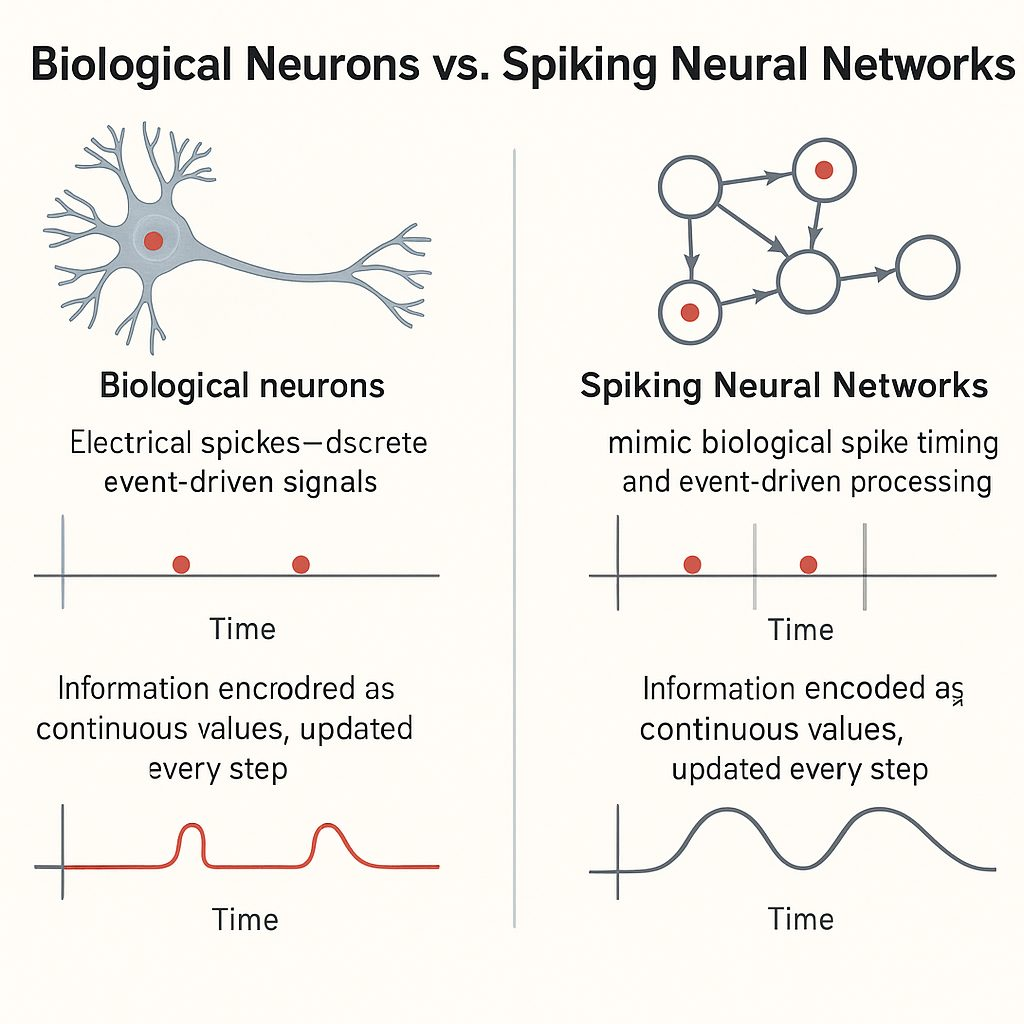 Biological Neurons vs. Spiking Neural Networks
Biological neurons
Electrical spickes—dscrete
event-driven signals
Time
Information encrodred as
continuous values, updated
every step
Time
Spiking Neural Networks
mimic biological spike timing
and event-driven processing
Time
Information encoded as
continuous values,
updated every step
Time